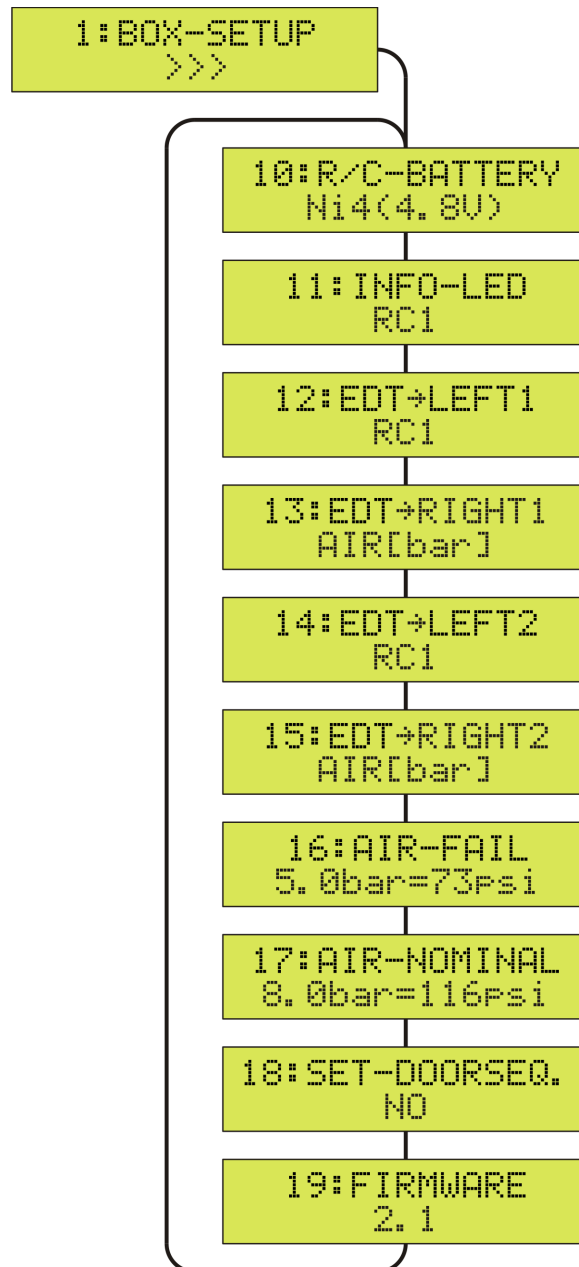 1:BOX-SETUP
>>>
10:R/C-BATTERY
Ni4(4.8V)
11:INFO-LED
RC1
12:EDT→LEFT1
RC1
13:EDT→RIGHT1
AIR[bar]
14:EDT→LEFT2
RC1
15:EDT→RIGHT2
AIR[bar]
16:AIR-FAIL
5.0bar=73psi
17:AIR-NOMINAL
8.0bar=116psi
18:SET-DOORSEQ.
NO
19:FIRMWARE
2.1